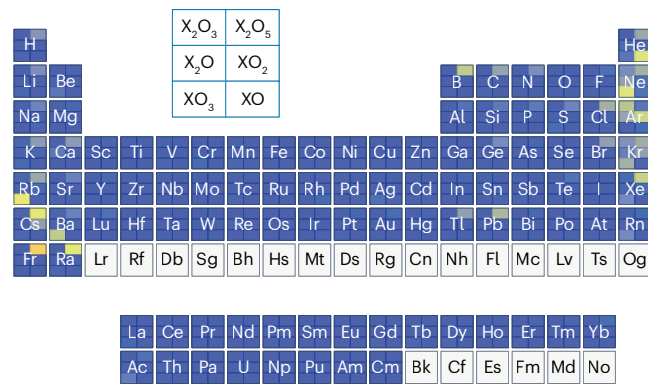 X₂O₃ X₂O₅
H He
X₂O XO₂
Li Be B C N O F Ne
XO₃ XO
Na Mg Al Si P S Cl Ar
K Ca Sc Ti V Cr Mn Fe Co Ni Cu Zn Ga Ge As Se Br Kr
Rb Sr Y Zr Nb Mo Tc Ru Rh Pd Ag Cd In Sn Sb Te I Xe
Cs Ba Lu Hf Ta W Re Os Ir Pt Au Hg Tl Pb Bi Po At Rn
Fr Ra Lr Rf Db Sg Bh Hs Mt Ds Rg Cn Nh Fl Mc Lv Ts Og
La Ce Pr Nd Pm Sm Eu Gd Tb Dy Ho Er Tm Yb
Ac Th Pa U Np Pu Am Cm Bk Cf Es Fm Md No